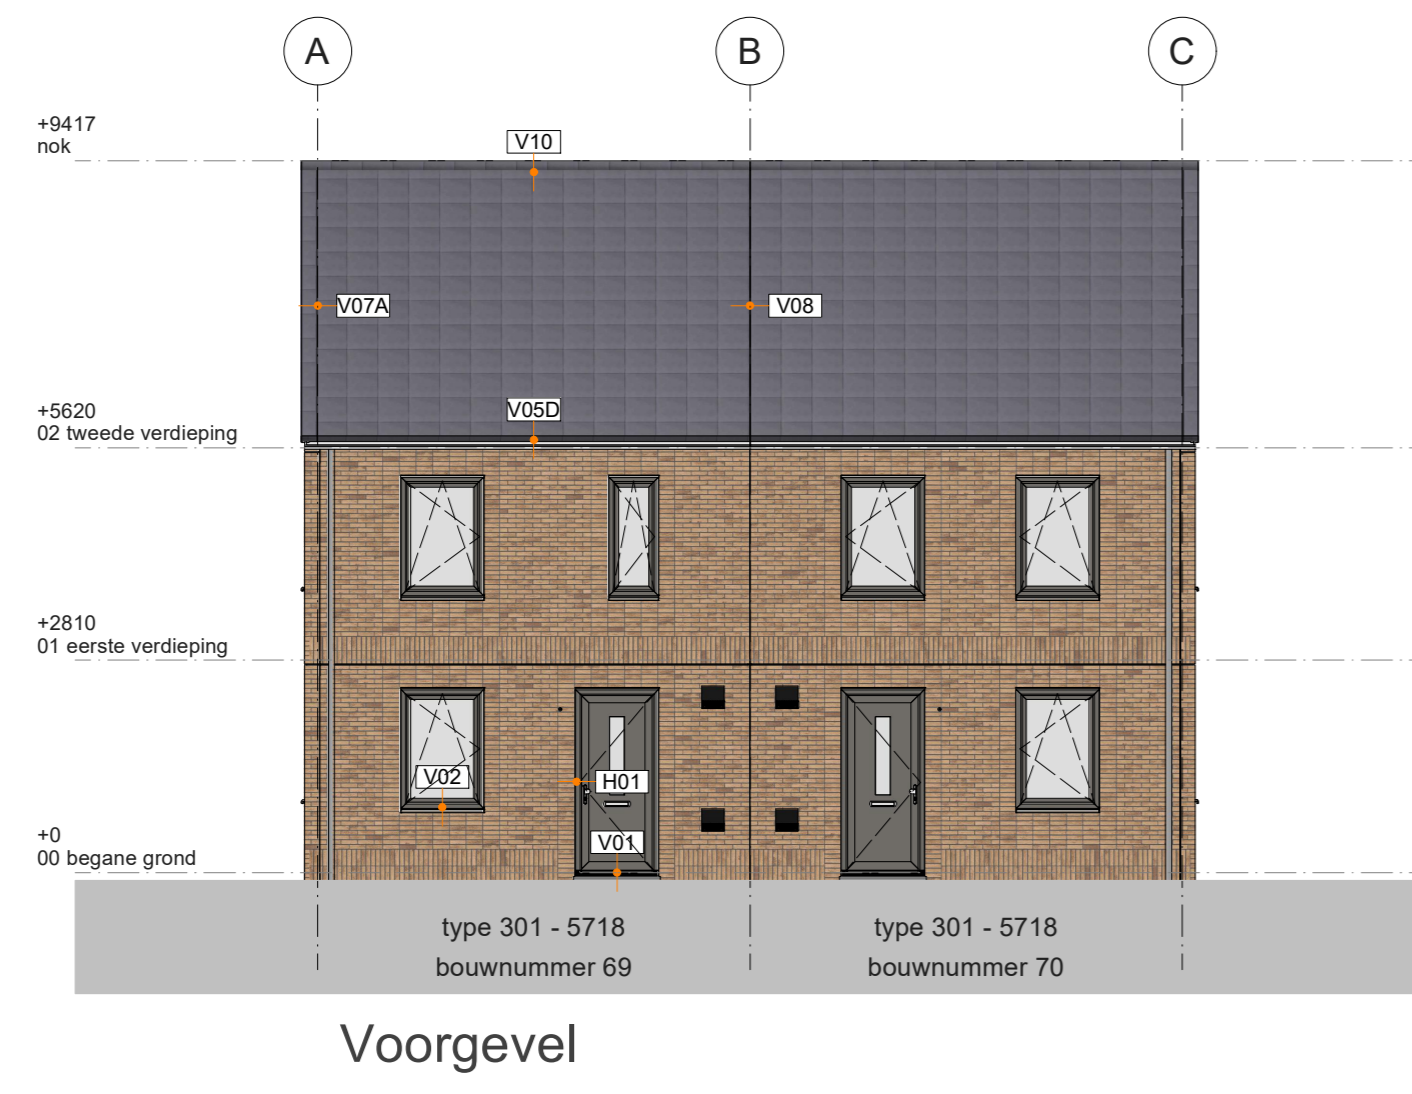 A
B
C
+9417
nok
V10
V07A
V08
+5620
02 tweede verdieping
V05D
+2810
01 eerste verdieping
V02
H01
+0
00 begane grond
V01
type 301 - 5718
bouwnummer 69
type 301 - 5718
bouwnummer 70
Voorgevel